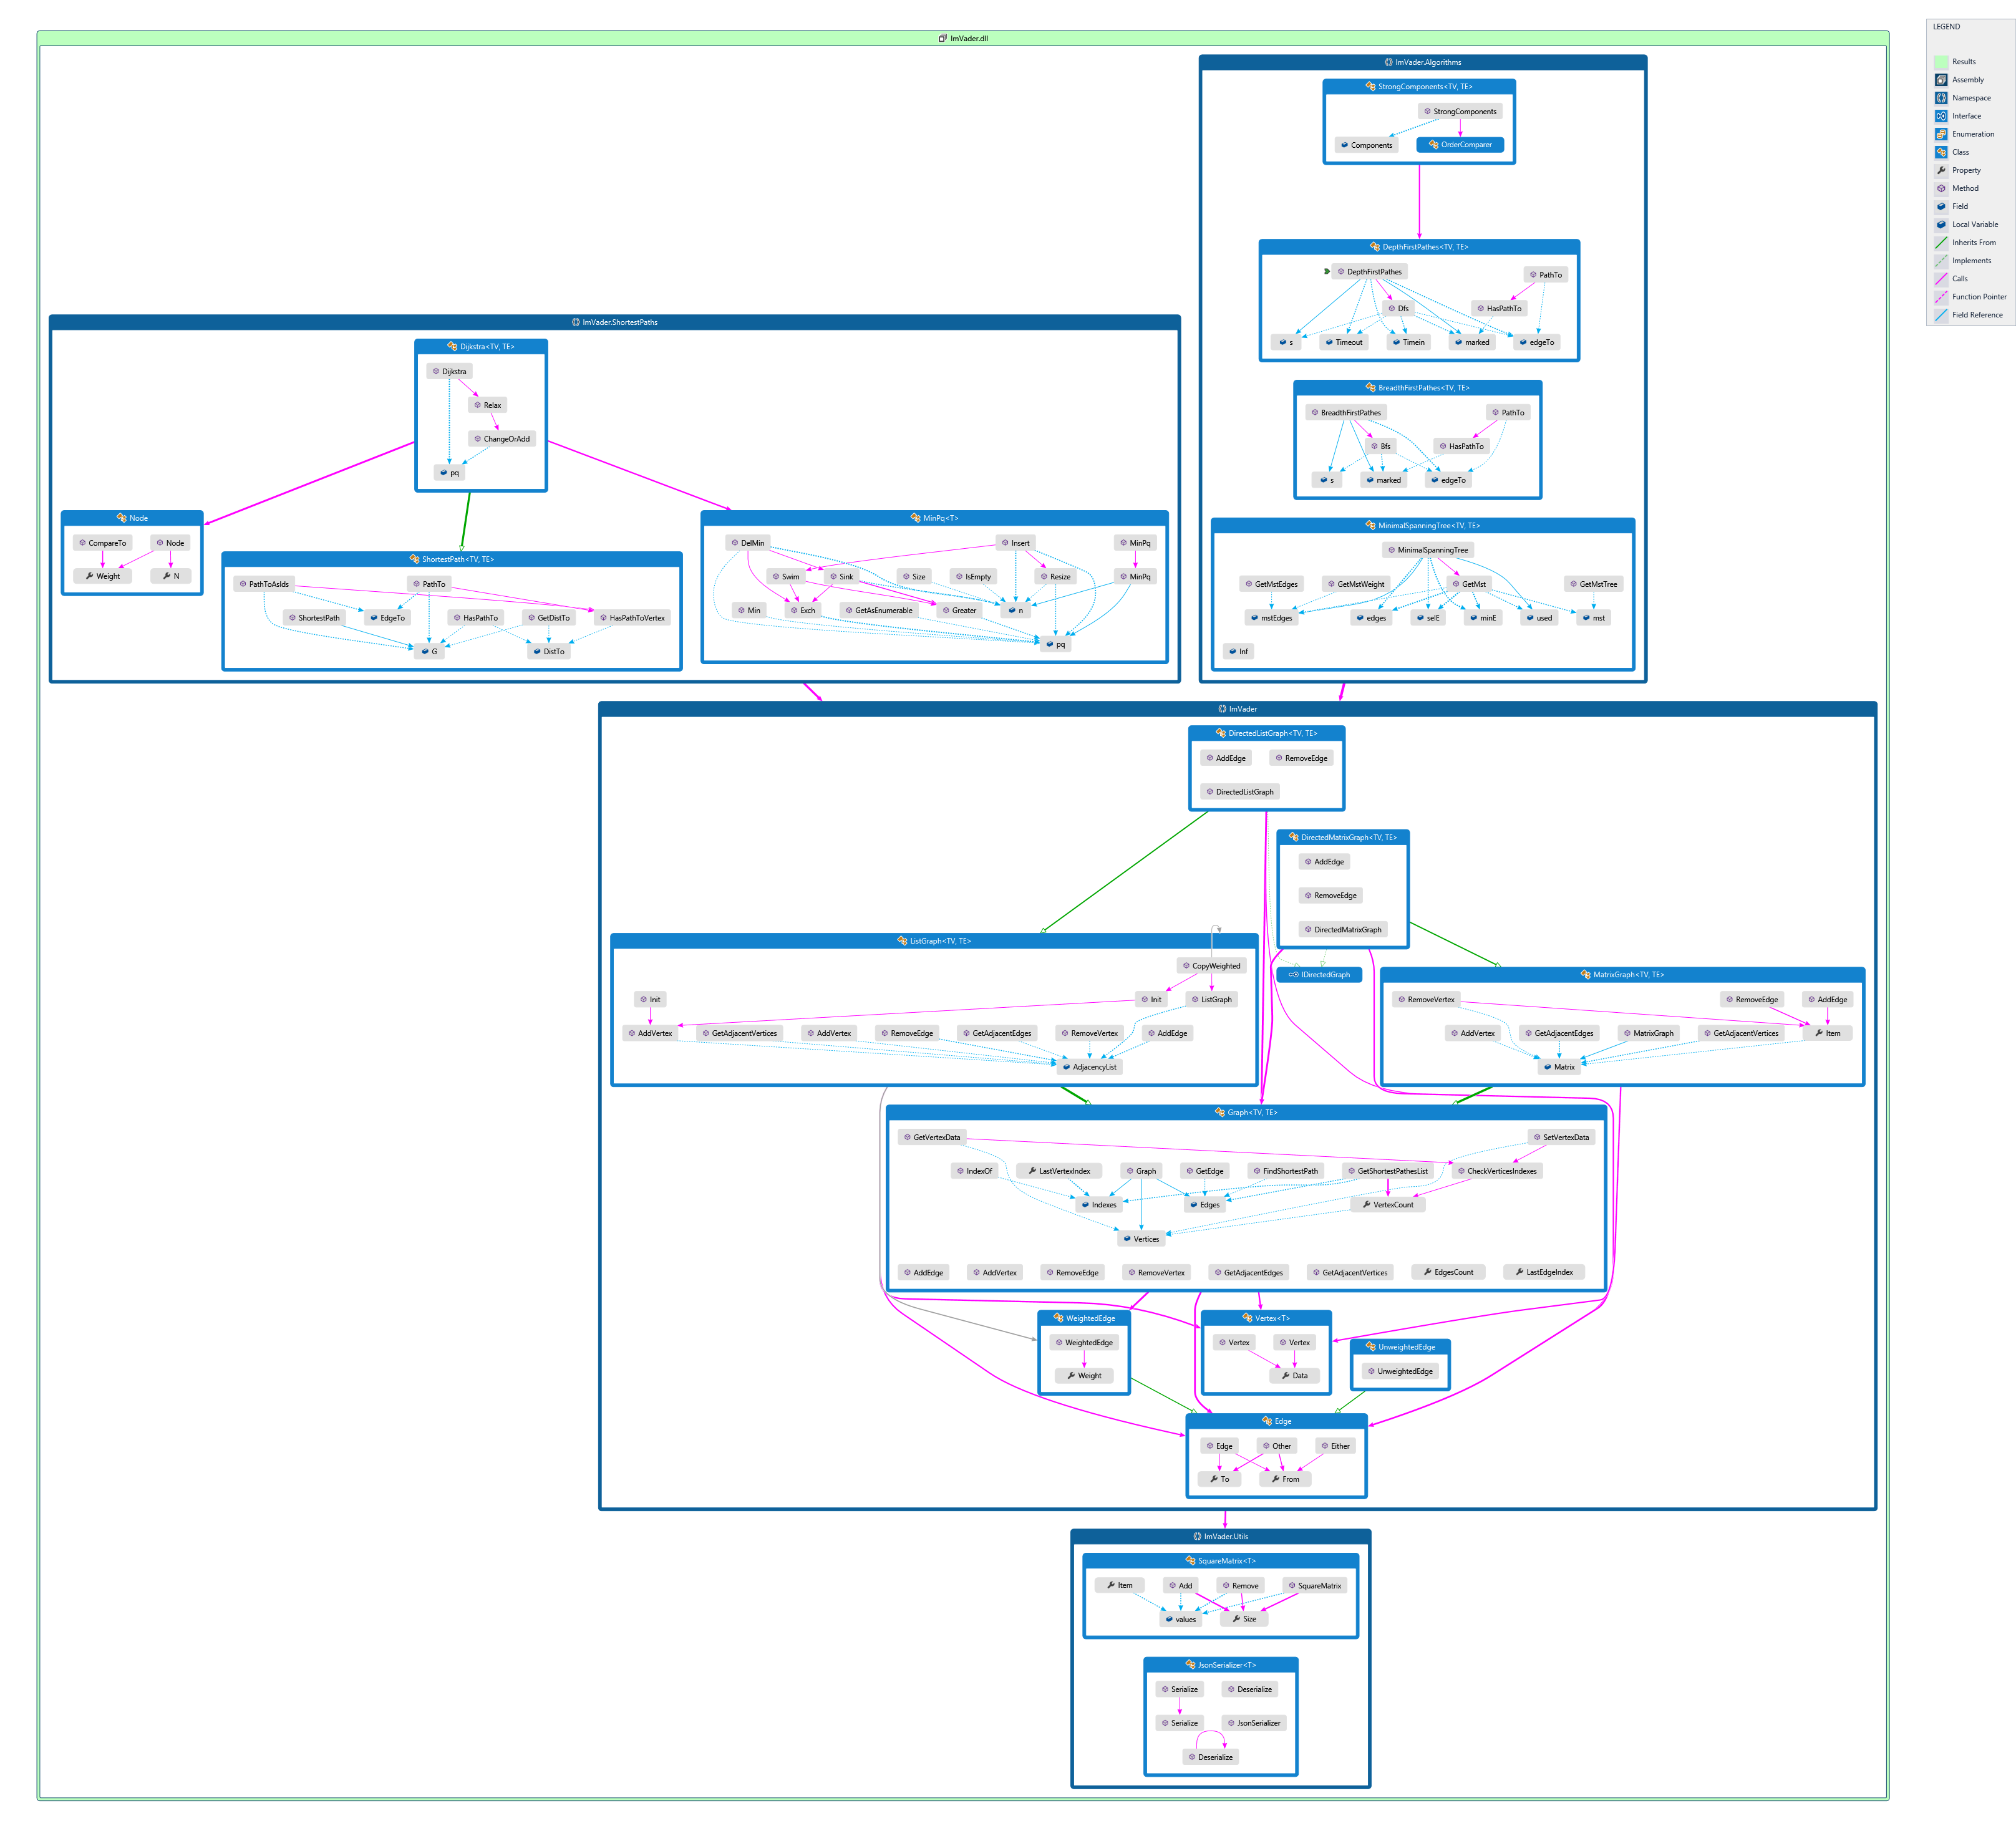 ImVader.dll
LEGEND
Results
Assembly
Namespace
Interface
Enumeration
Class
Property
Method
Field
Local Variable
Inherits From
Implements
Calls
Function Pointer
Field Reference
ImVader.Algorithms
StrongComponents<TV, TE>
StrongComponents
Components
OrderComparer
DepthFirstPathes<TV, TE>
DepthFirstPathes
PathTo
Dfs
HasPathTo
s
Timeout
Timein
marked
edgeTo
BreadthFirstPathes<TV, TE>
BreadthFirstPathes
PathTo
Bfs
HasPathTo
s
marked
edgeTo
MinimalSpanningTree<TV, TE>
MinimalSpanningTree
GetMstEdges
GetMstWeight
GetMst
GetMstTree
mstEdges
edges
selE
minE
used
mst
Inf
ImVader.ShortestPaths
Dijkstra<TV, TE>
Dijkstra
Relax
ChangeOrAdd
pq
Node
CompareTo
Node
Weight
N
ShortestPath<TV, TE>
PathToAsIds
PathTo
ShortestPath
EdgeTo
HasPathTo
GetDistTo
HasPathToVertex
G
DistTo
MinPq<T>
DelMin
Insert
MinPq
Swim
Sink
Size
IsEmpty
Resize
MinPq
Min
Exch
GetAsEnumerable
Greater
n
pq
ImVader
DirectedListGraph<TV, TE>
AddEdge
RemoveEdge
DirectedListGraph
DirectedMatrixGraph<TV, TE>
AddEdge
RemoveEdge
DirectedMatrixGraph
IDirectedGraph
ListGraph<TV, TE>
CopyWeighted
Init
Init
ListGraph
AddVertex
GetAdjacentVertices
AddVertex
RemoveEdge
GetAdjacentEdges
RemoveVertex
AddEdge
AdjacencyList
MatrixGraph<TV, TE>
RemoveVertex
RemoveEdge
AddEdge
AddVertex
GetAdjacentEdges
MatrixGraph
GetAdjacentVertices
Item
Matrix
Graph<TV, TE>
GetVertexData
SetVertexData
IndexOf
LastVertexIndex
Graph
GetEdge
FindShortestPath
GetShortestPathesList
CheckVerticesIndexes
Indexes
Edges
VertexCount
Vertices
AddEdge
AddVertex
RemoveEdge
RemoveVertex
GetAdjacentEdges
GetAdjacentVertices
EdgesCount
LastEdgeIndex
WeightedEdge
WeightedEdge
Weight
Vertex<T>
Vertex
Vertex
Data
UnweightedEdge
UnweightedEdge
Edge
Edge
Other
Either
To
From
ImVader.Utils
SquareMatrix<T>
Item
Add
Remove
SquareMatrix
values
Size
JsonSerializer<T>
Serialize
Deserialize
Serialize
JsonSerializer
Deserialize